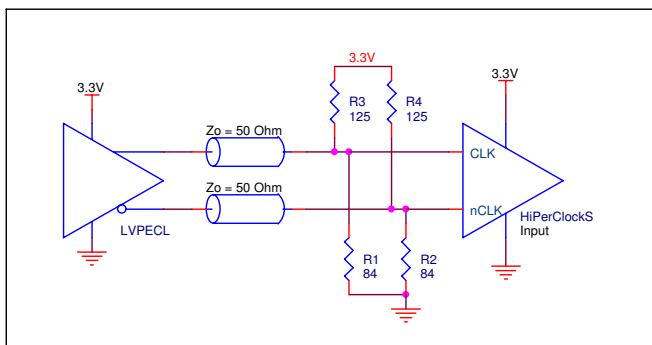 3.3V
3.3V
3.3V
R3
125
R4
125
Zo = 50 Ohm
CLK
Zo = 50 Ohm
nCLK
LVPECL
HiPerClockS
Input
R1
84
R2
84